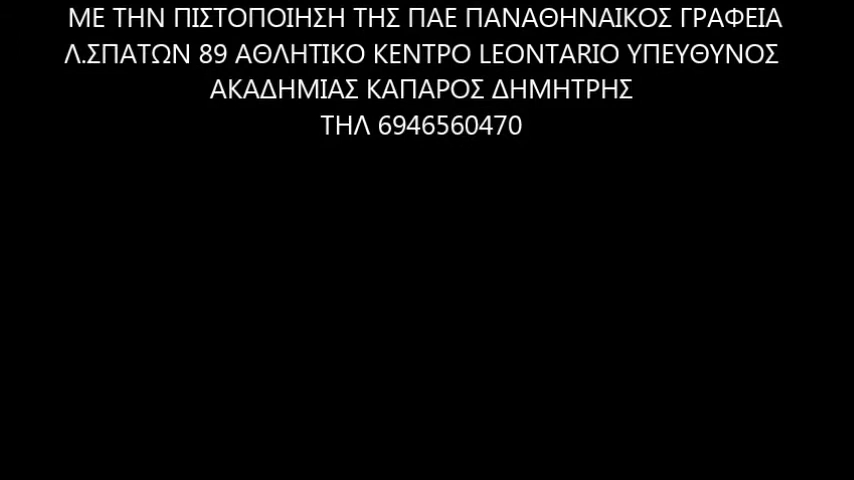 ΜΕ ΤΗΝ ΠΙΣΤΟΠΟΙΗΣΗ ΤΗΣ ΠΑΕ ΠΑΝΑΘΗΝΑΙΚΟΣ ΓΡΑΦΕΙΑ
Λ.ΣΠΑΤΩΝ 89 ΑΘΛΗΤΙΚΟ ΚΕΝΤΡΟ LEONTARIO ΥΠΕΥΘΥΝΟΣ
ΑΚΑΔΗΜΙΑΣ ΚΑΠΑΡΟΣ ΔΗΜΗΤΡΗΣ
ΤΗΛ 6946560470